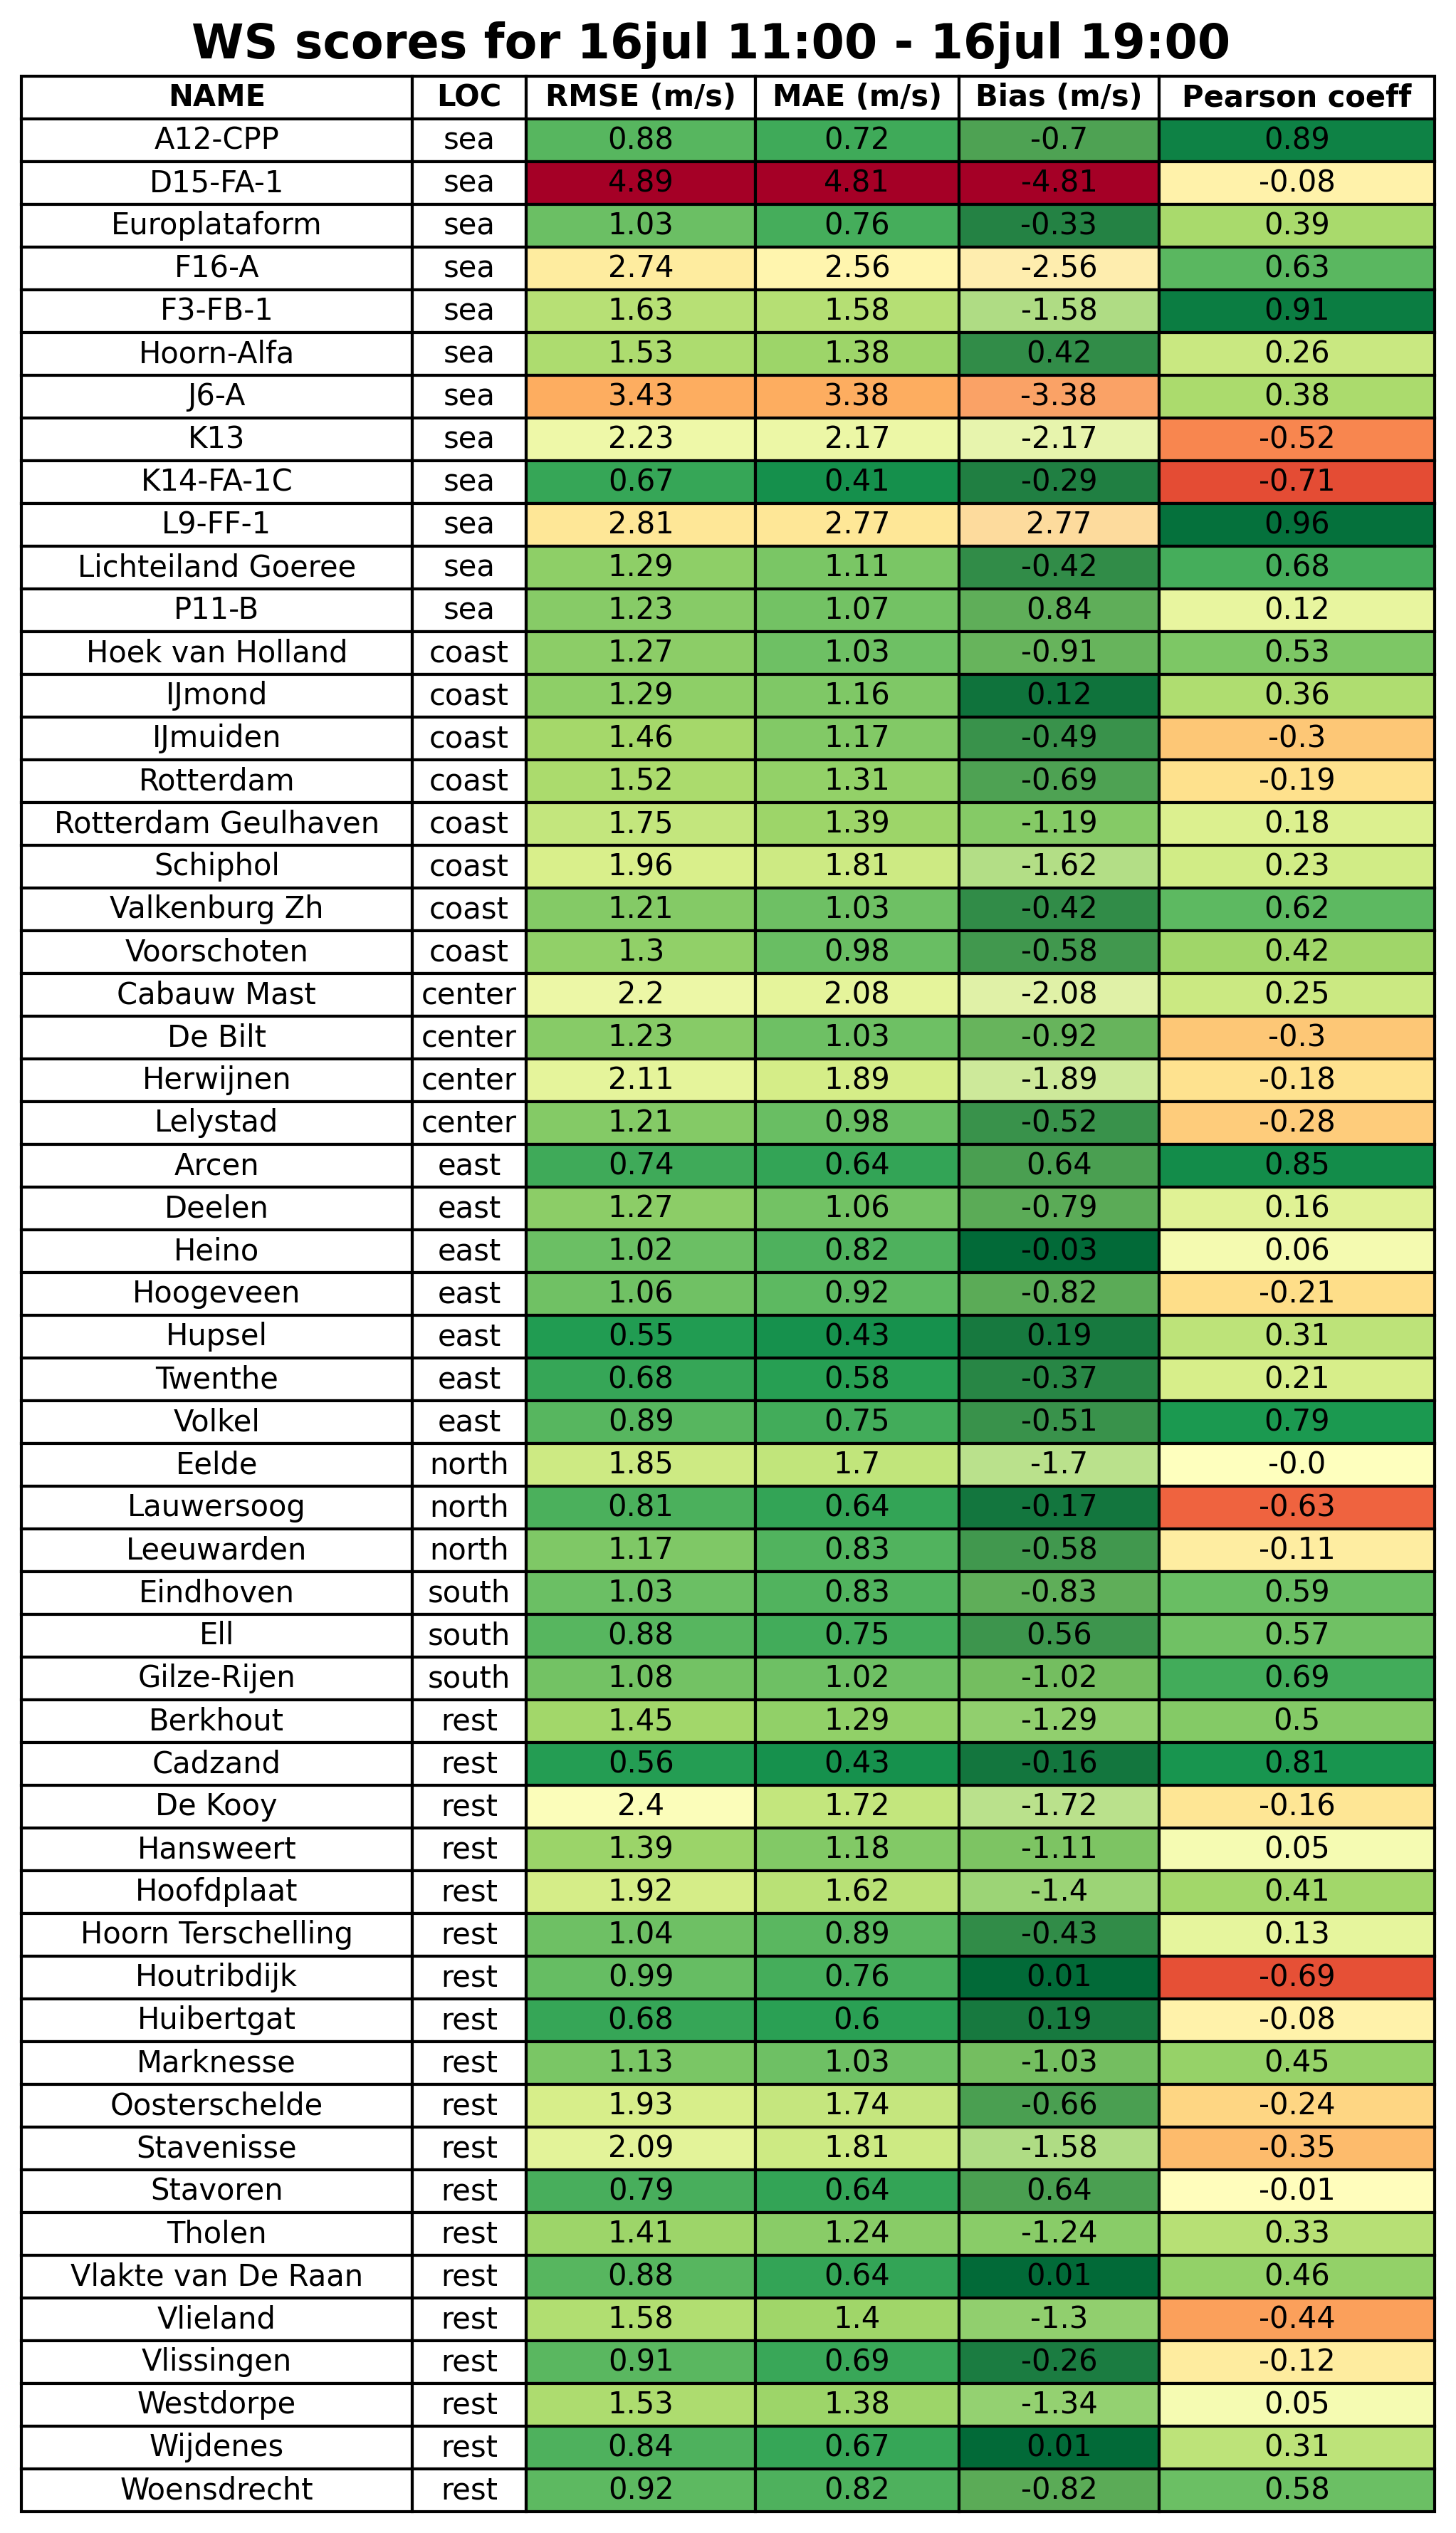 WS scores for 16jul 11:00 - 16jul 19:00
NAME LOC RMSE (m/s) MAE (m/s) Bias (m/s) Pearson coeff
A12-CPP sea 0.88 0.72 -0.7 0.89
D15-FA-1 sea 4.89 4.81 -4.81 -0.08
Europlataform sea 1.03 0.76 -0.33 0.39
F16-A sea 2.74 2.56 -2.56 0.63
F3-FB-1 sea 1.63 1.58 -1.58 0.91
Hoorn-Alfa sea 1.53 1.38 0.42 0.26
J6-A sea 3.43 3.38 -3.38 0.38
K13 sea 2.23 2.17 -2.17 -0.52
K14-FA-1C sea 0.67 0.41 -0.29 -0.71
L9-FF-1 sea 2.81 2.77 2.77 0.96
Lichteiland Goeree sea 1.29 1.11 -0.42 0.68
P11-B sea 1.23 1.07 0.84 0.12
Hoek van Holland coast 1.27 1.03 -0.91 0.53
IJmond coast 1.29 1.16 0.12 0.36
IJmuiden coast 1.46 1.17 -0.49 -0.3
Rotterdam coast 1.52 1.31 -0.69 -0.19
Rotterdam Geulhaven coast 1.75 1.39 -1.19 0.18
Schiphol coast 1.96 1.81 -1.62 0.23
Valkenburg Zh coast 1.21 1.03 -0.42 0.62
Voorschoten coast 1.3 0.98 -0.58 0.42
Cabauw Mast center 2.2 2.08 -2.08 0.25
De Bilt center 1.23 1.03 -0.92 -0.3
Herwijnen center 2.11 1.89 -1.89 -0.18
Lelystad center 1.21 0.98 -0.52 -0.28
Arcen east 0.74 0.64 0.64 0.85
Deelen east 1.27 1.06 -0.79 0.16
Heino east 1.02 0.82 -0.03 0.06
Hoogeveen east 1.06 0.92 -0.82 -0.21
Hupsel east 0.55 0.43 0.19 0.31
Twenthe east 0.68 0.58 -0.37 0.21
Volkel east 0.89 0.75 -0.51 0.79
Eelde north 1.85 1.7 -1.7 -0.0
Lauwersoog north 0.81 0.64 -0.17 -0.63
Leeuwarden north 1.17 0.83 -0.58 -0.11
Eindhoven south 1.03 0.83 -0.83 0.59
Ell south 0.88 0.75 0.56 0.57
Gilze-Rijen south 1.08 1.02 -1.02 0.69
Berkhout rest 1.45 1.29 -1.29 0.5
Cadzand rest 0.56 0.43 -0.16 0.81
De Kooy rest 2.4 1.72 -1.72 -0.16
Hansweert rest 1.39 1.18 -1.11 0.05
Hoofdplaat rest 1.92 1.62 -1.4 0.41
Hoorn Terschelling rest 1.04 0.89 -0.43 0.13
Houtribdijk rest 0.99 0.76 0.01 -0.69
Huibertgat rest 0.68 0.6 0.19 -0.08
Marknesse rest 1.13 1.03 -1.03 0.45
Oosterschelde rest 1.93 1.74 -0.66 -0.24
Stavenisse rest 2.09 1.81 -1.58 -0.35
Stavoren rest 0.79 0.64 0.64 -0.01
Tholen rest 1.41 1.24 -1.24 0.33
Vlakte van De Raan rest 0.88 0.64 0.01 0.46
Vlieland rest 1.58 1.4 -1.3 -0.44
Vlissingen rest 0.91 0.69 -0.26 -0.12
Westdorpe rest 1.53 1.38 -1.34 0.05
Wijdenes rest 0.84 0.67 0.01 0.31
Woensdrecht rest 0.92 0.82 -0.82 0.58